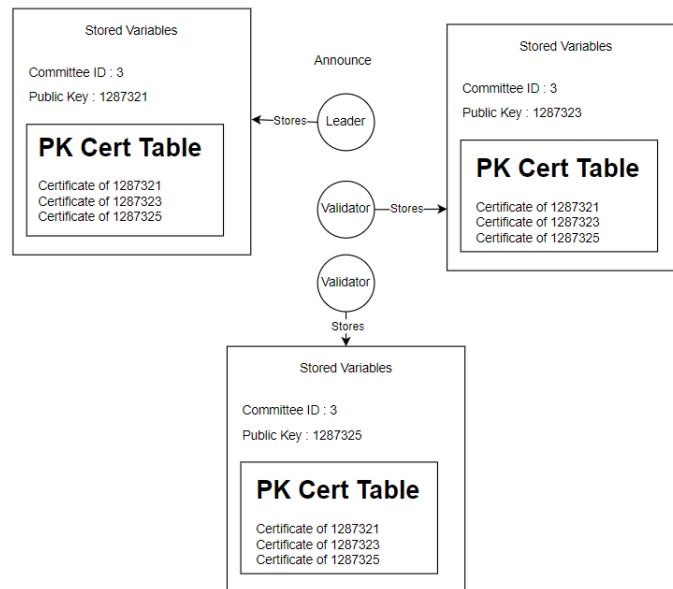 Stored Variables
Committee ID : 3
Public Key : 1287321
PK Cert Table
Certificate of 1287321
Certificate of 1287323
Certificate of 1287325
Announce
Leader
Stores
Validator
Stores
Validator
Stores
Stored Variables
Committee ID : 3
Public Key : 1287323
PK Cert Table
Certificate of 1287321
Certificate of 1287323
Certificate of 1287325
Stored Variables
Committee ID : 3
Public Key : 1287325
PK Cert Table
Certificate of 1287321
Certificate of 1287323
Certificate of 1287325